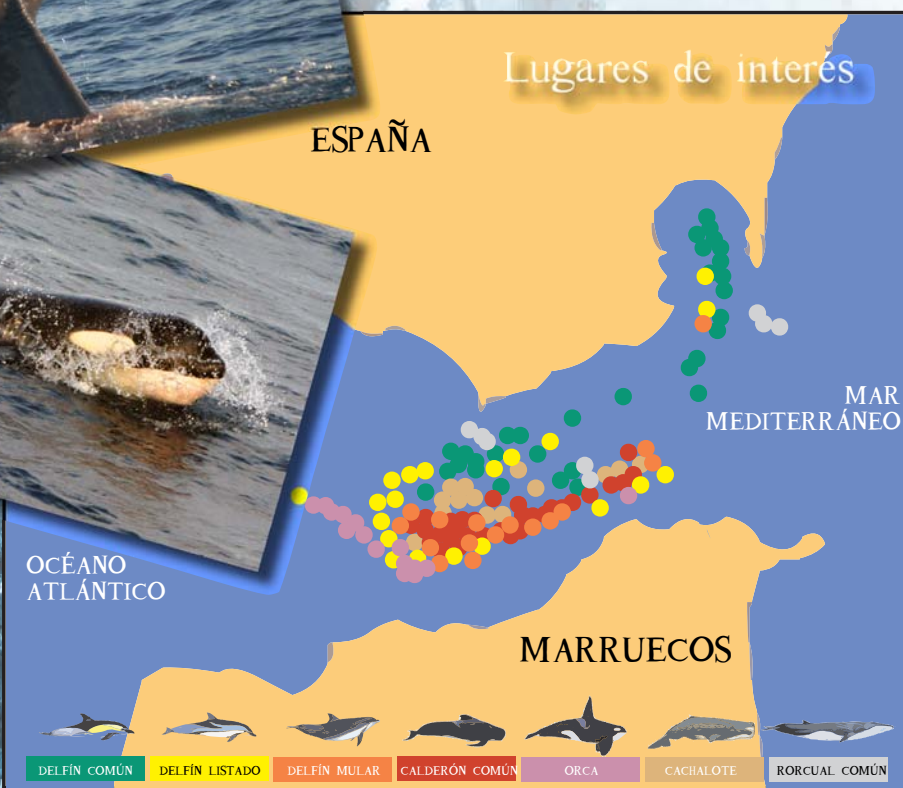 Lugares de interés
ESPAÑA
MAR
MEDITERRÁNEO
OCÉANO
ATLÁNTICO
MARRUECOS
DELFÍN COMÚN
DELFÍN LISTADO
DELFÍN MULAR
CALDERÓN COMÚN
ORCA
CACHALOTE
RORCUAL COMÚN